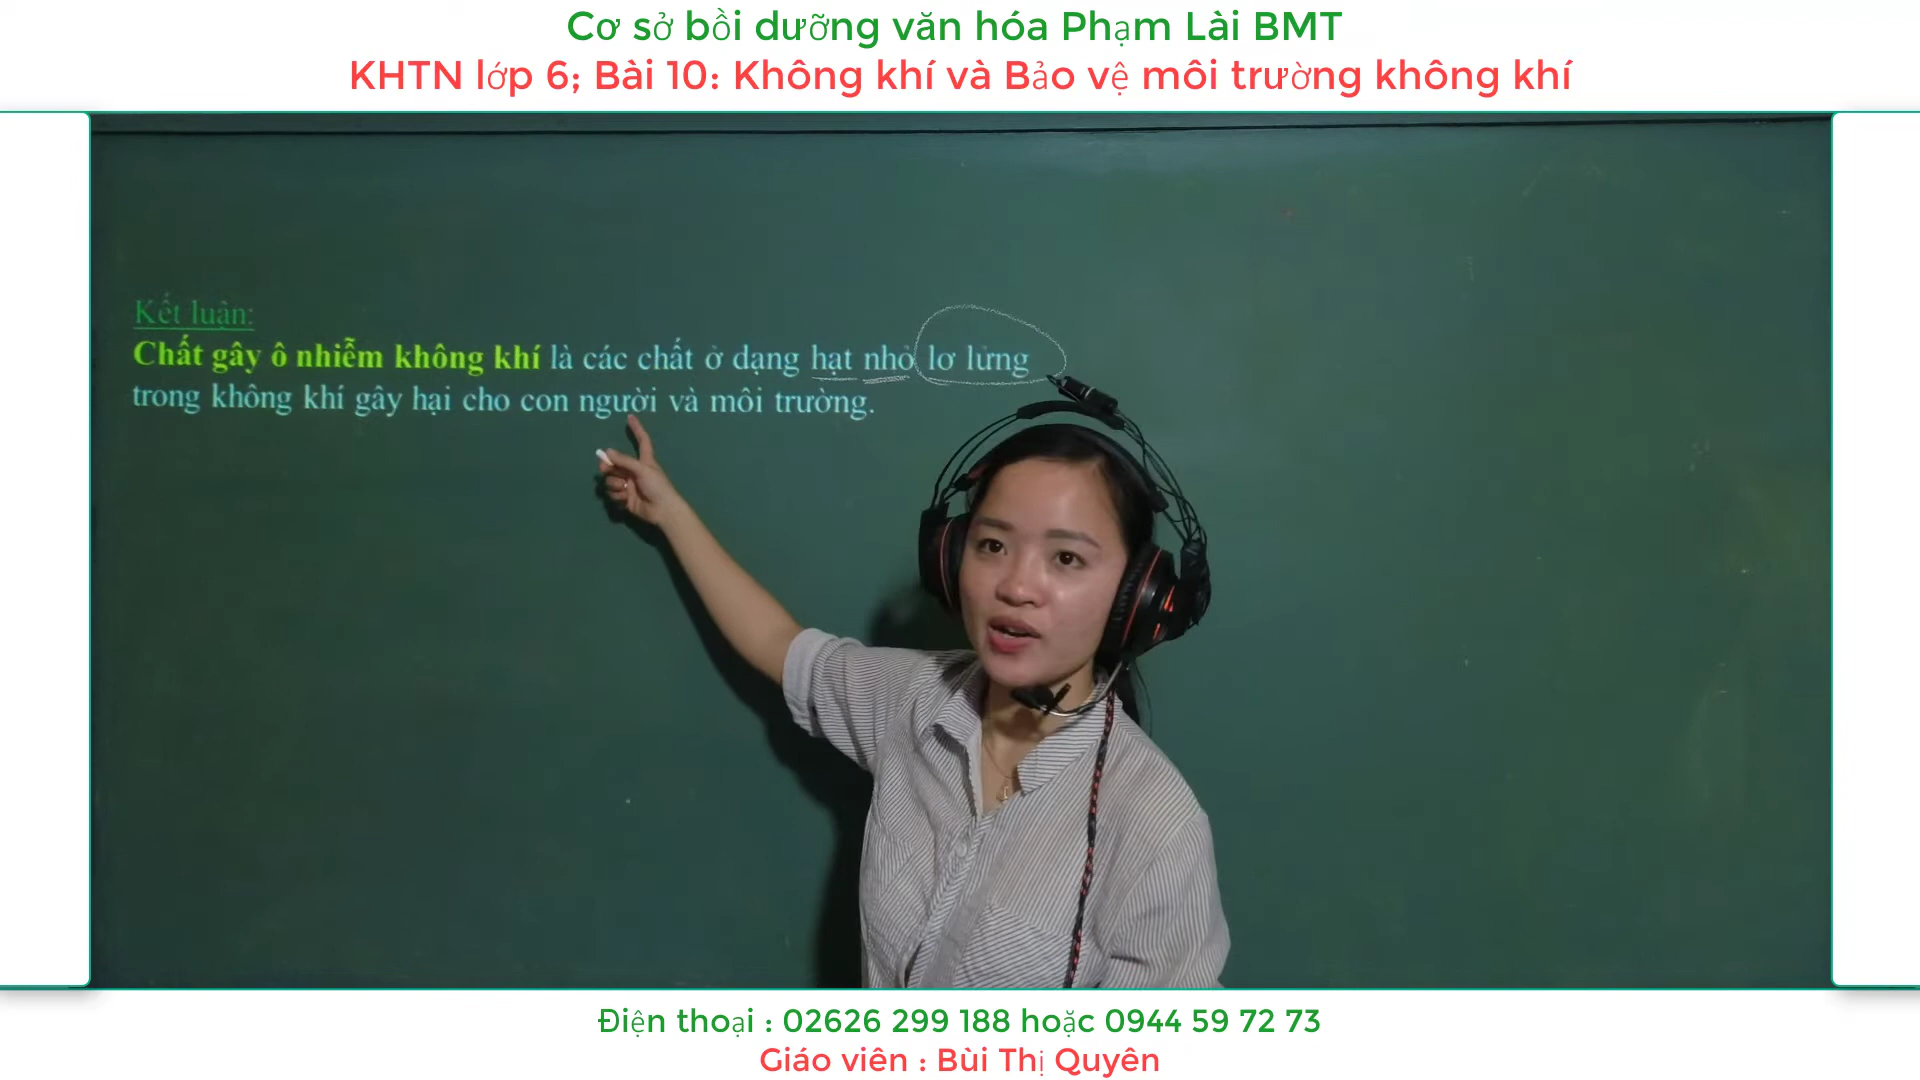 Cơ sở bồi dưỡng văn hóa Phạm Lài BMT
KHTN lớp 6; Bài 10: Không khí và Bảo vệ môi trường không khí
Kết luận:
Chất gây ô nhiễm không khí là các chất ở dạng hạt nhỏ lơ lửng
trong không khí gây hại cho con người và môi trường.
Điện thoại : 02626 299 188 hoặc 0944 59 72 73
Giáo viên : Bùi Thị Quyên